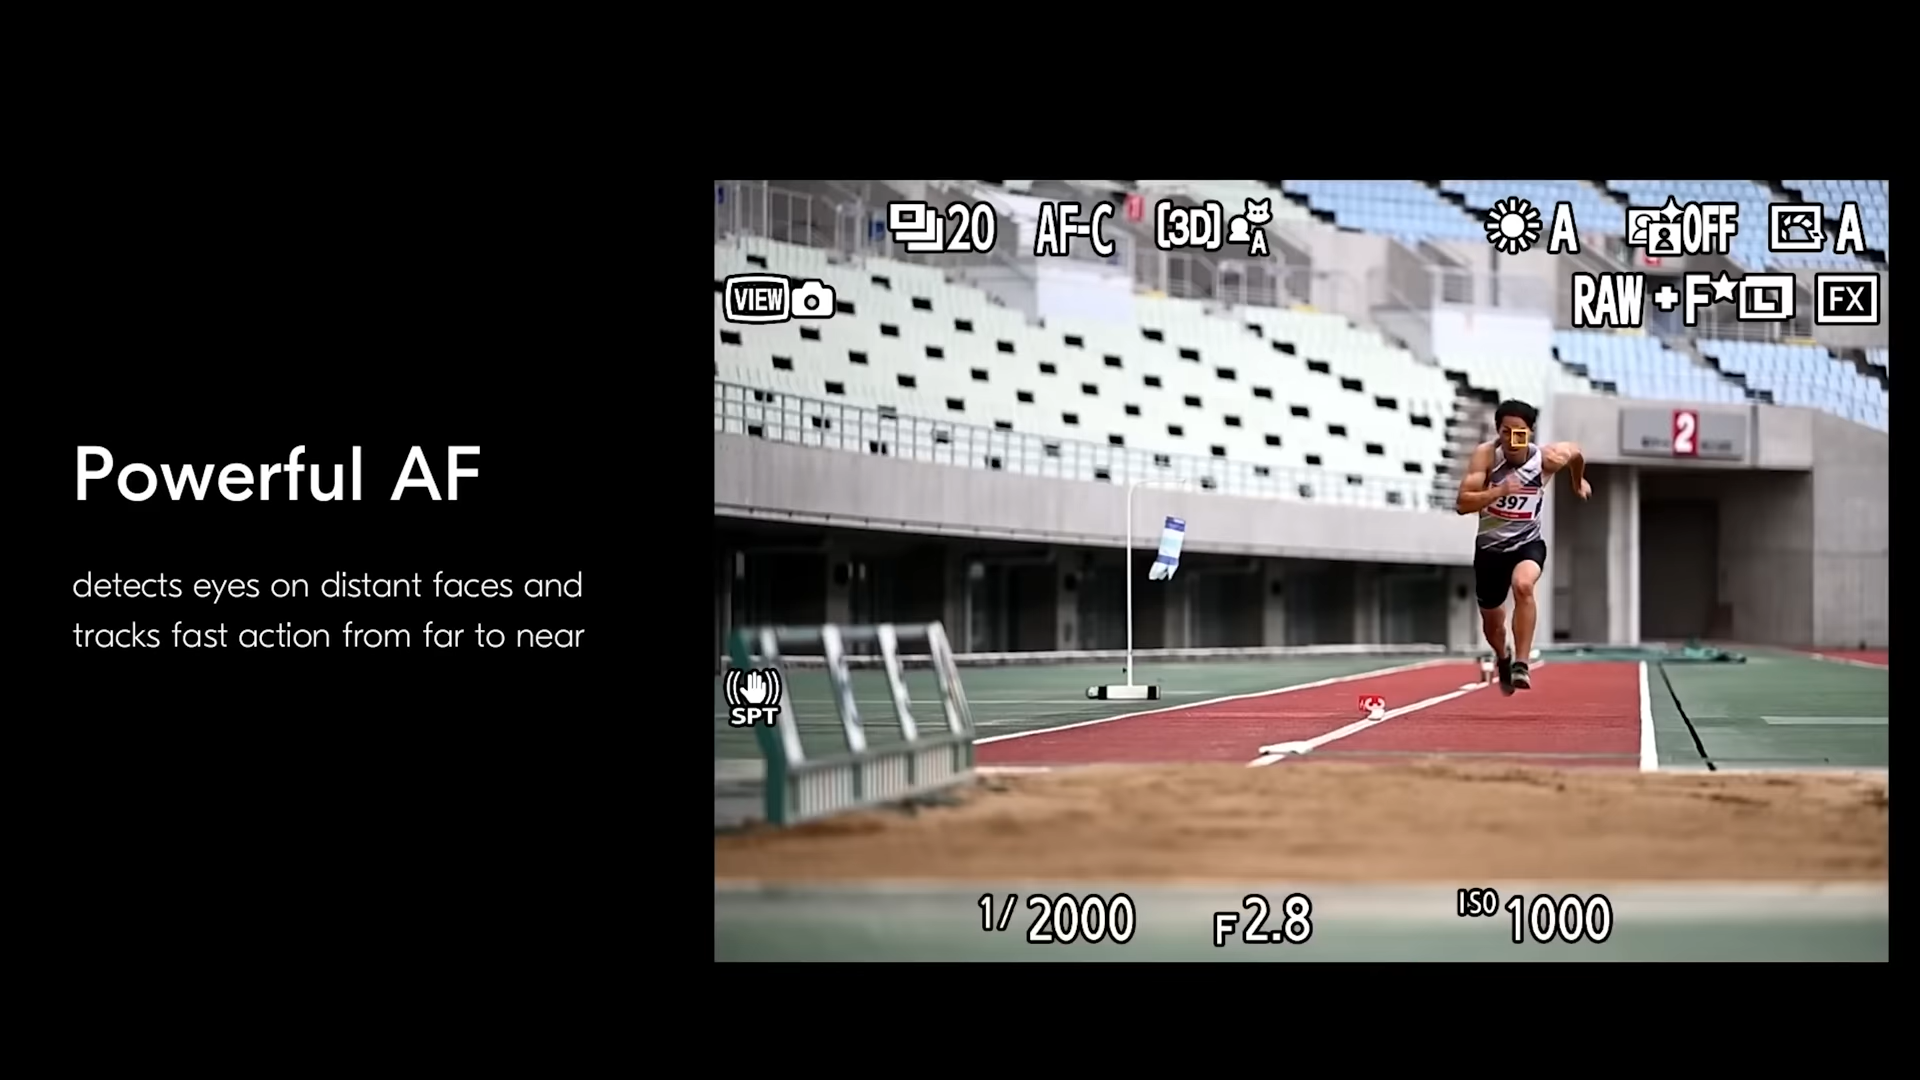 Powerful AF
detects eyes on distant faces and
tracks fast action from far to near
20 AF-C [3D] A
A OFF A
VIEW
RAW + F★ L FX
2
397
SPT
1/2000 F2.8 ISO 1000